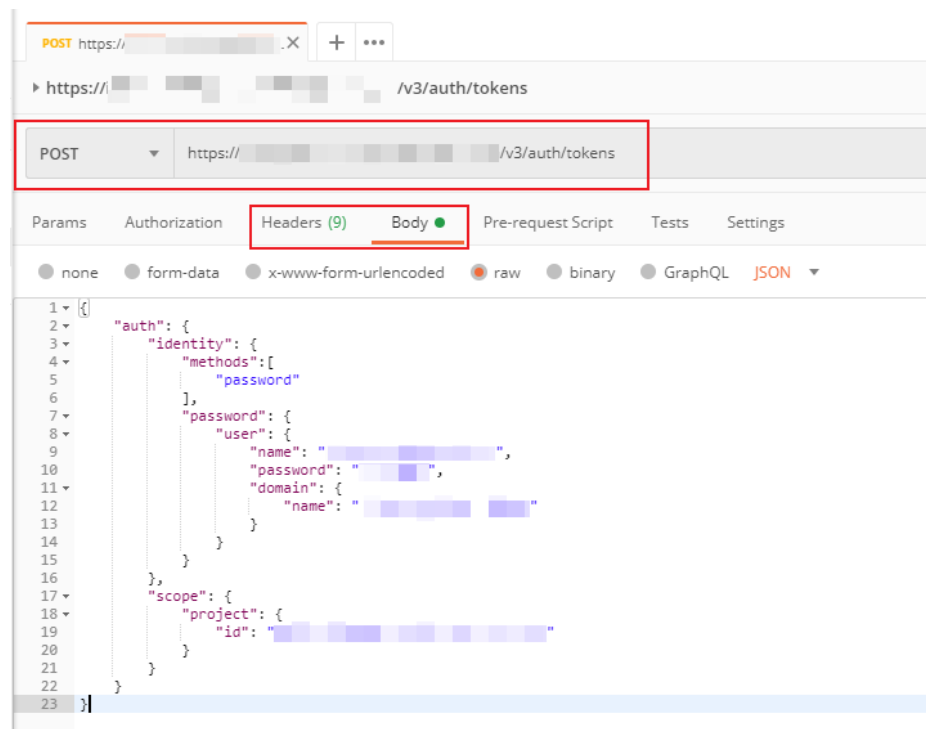 POST https://
https://i /v3/auth/tokens
POST https:// /v3/auth/tokens
Params Authorization Headers (9) Body Pre-request Script Tests Settings
none form-data x-www-form-urlencoded raw binary GraphQL JSON
1 {
2 "auth": {
3 "identity": {
4 "methods":[
5 "password"
6 ],
7 "password": {
8 "user": {
9 "name": " ",
10 "password": " ",
11 "domain": {
12 "name": " "
13 }
14 }
15 }
16 },
17 "scope": {
18 "project": {
19 "id": " "
20 }
21 }
22 }
23 }